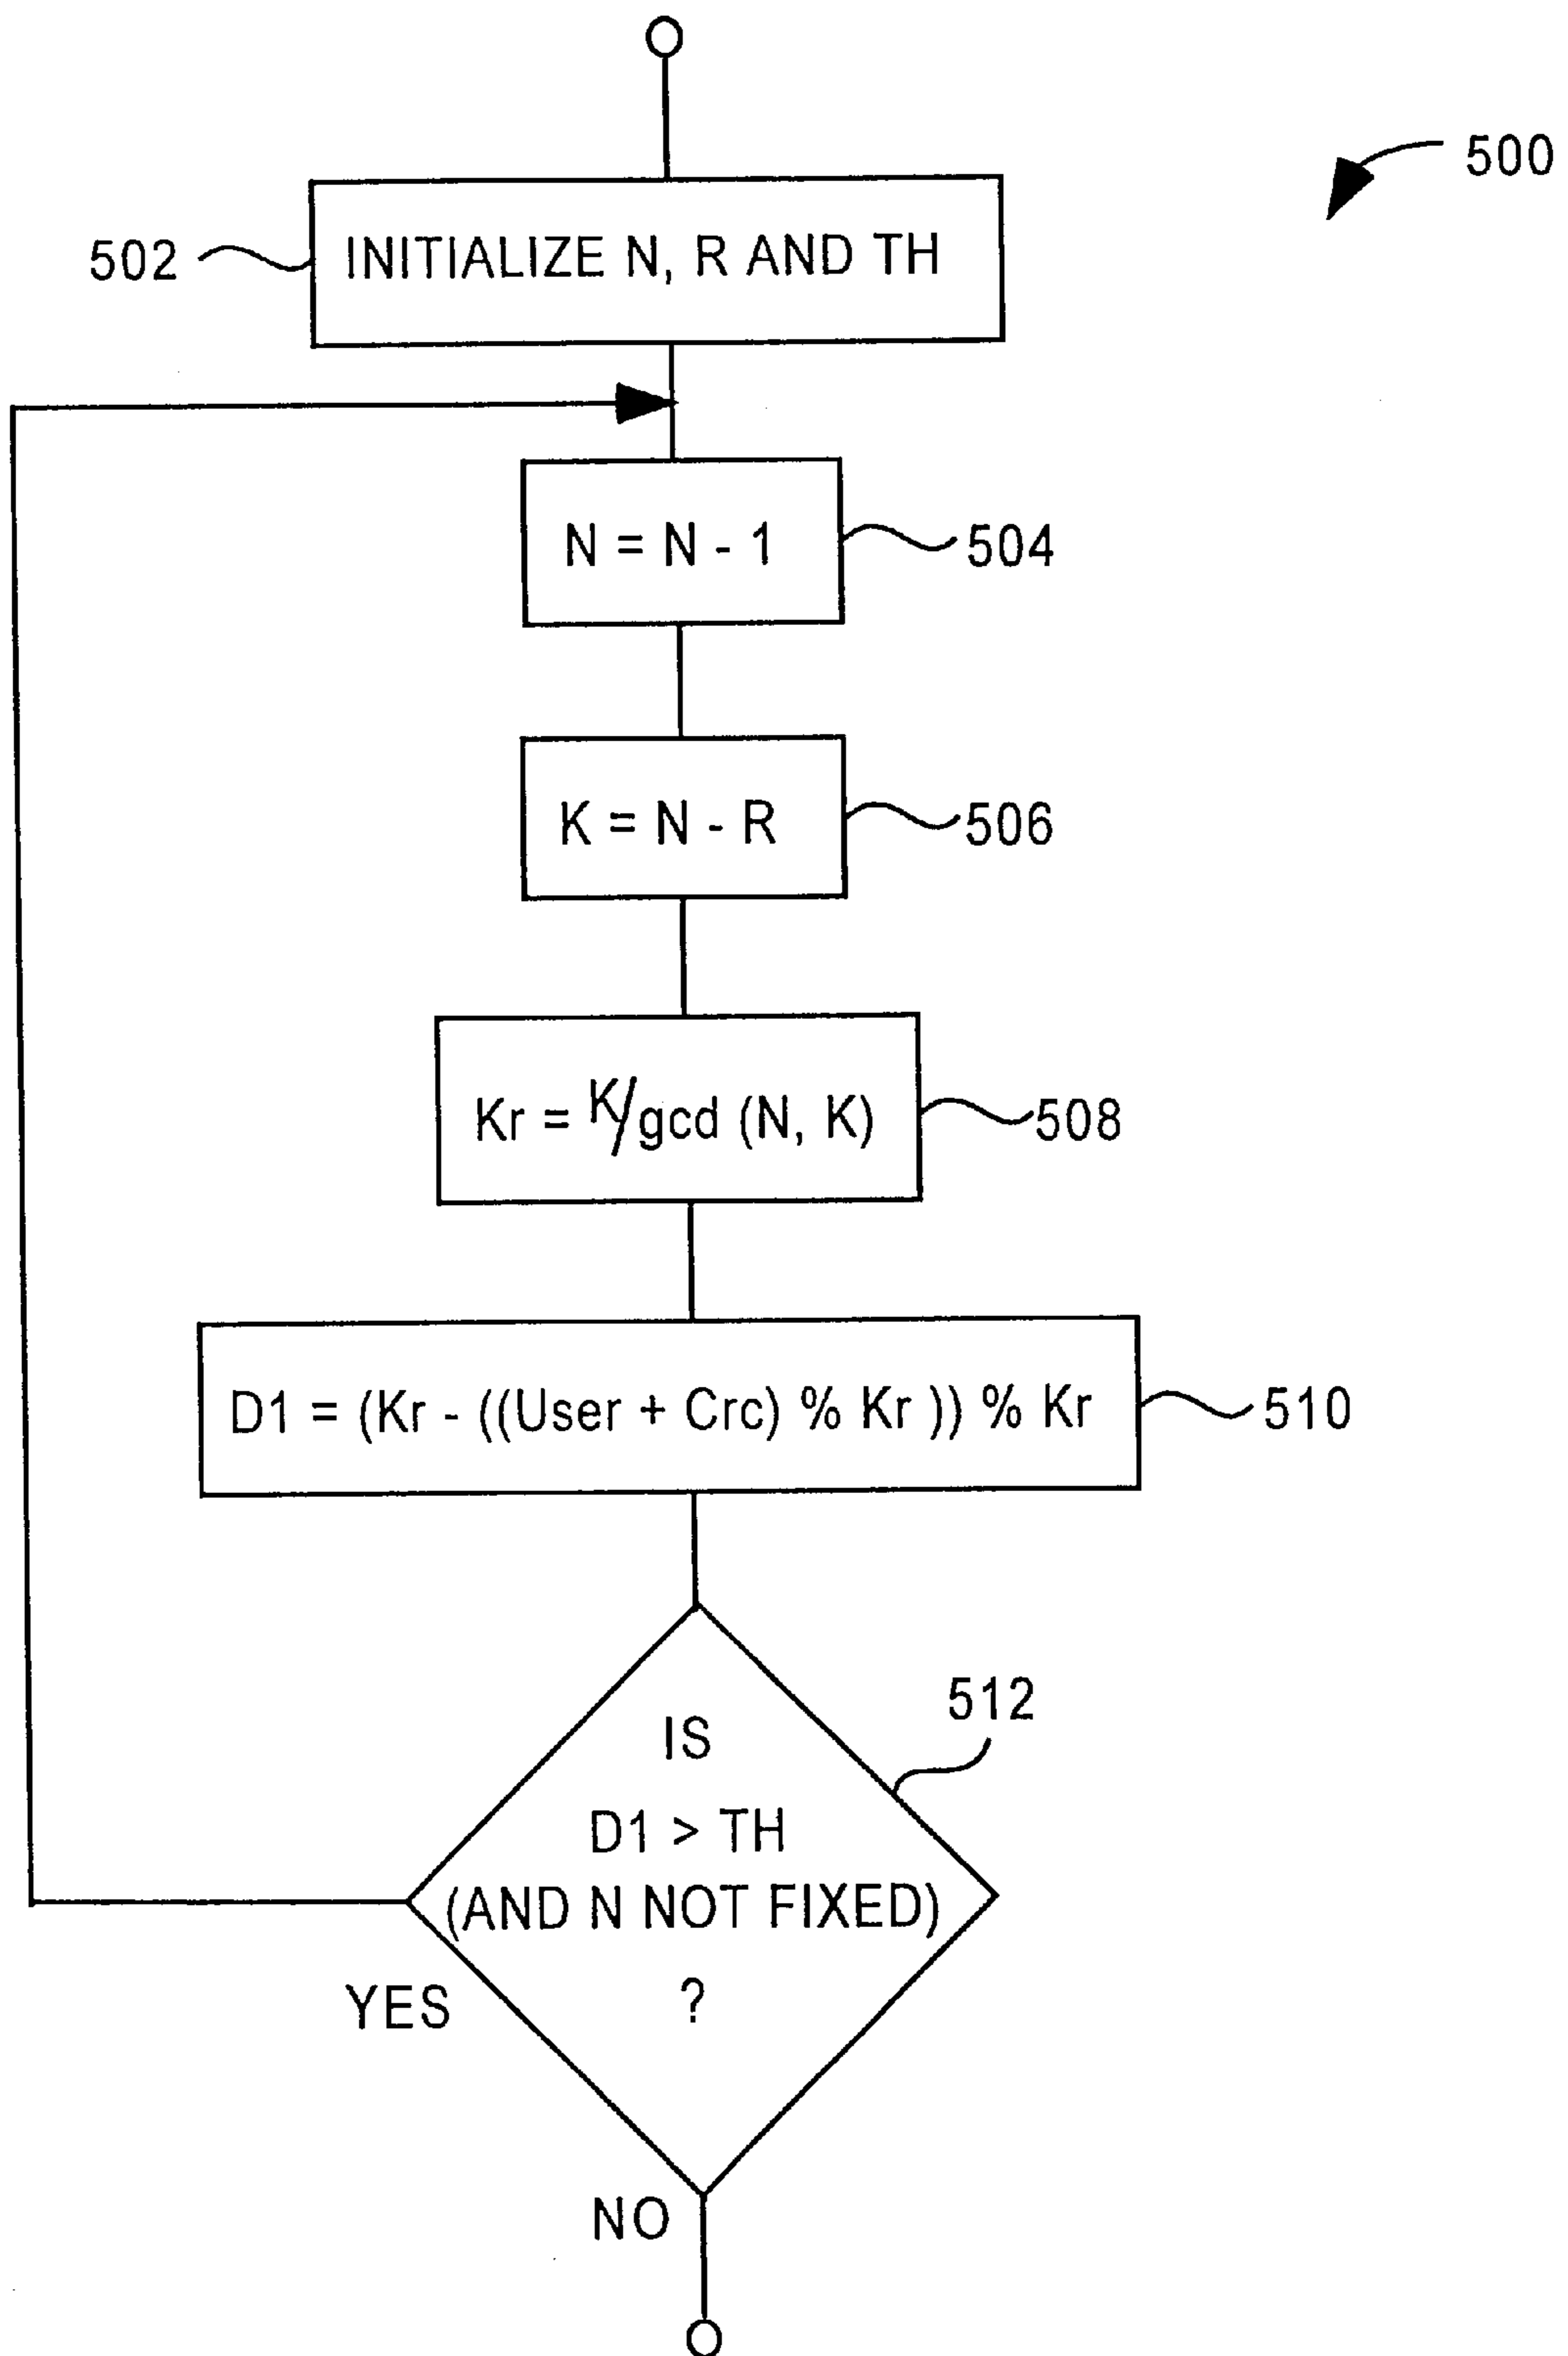 500
502
INITIALIZE N, R AND TH
N = N - 1
504
K = N - R
506
Kr = K/gcd (N, K)
508
D1 = (Kr - ((User + Crc) % Kr )) % Kr
510
512
IS
D1 > TH
(AND N NOT FIXED)
?
YES
NO